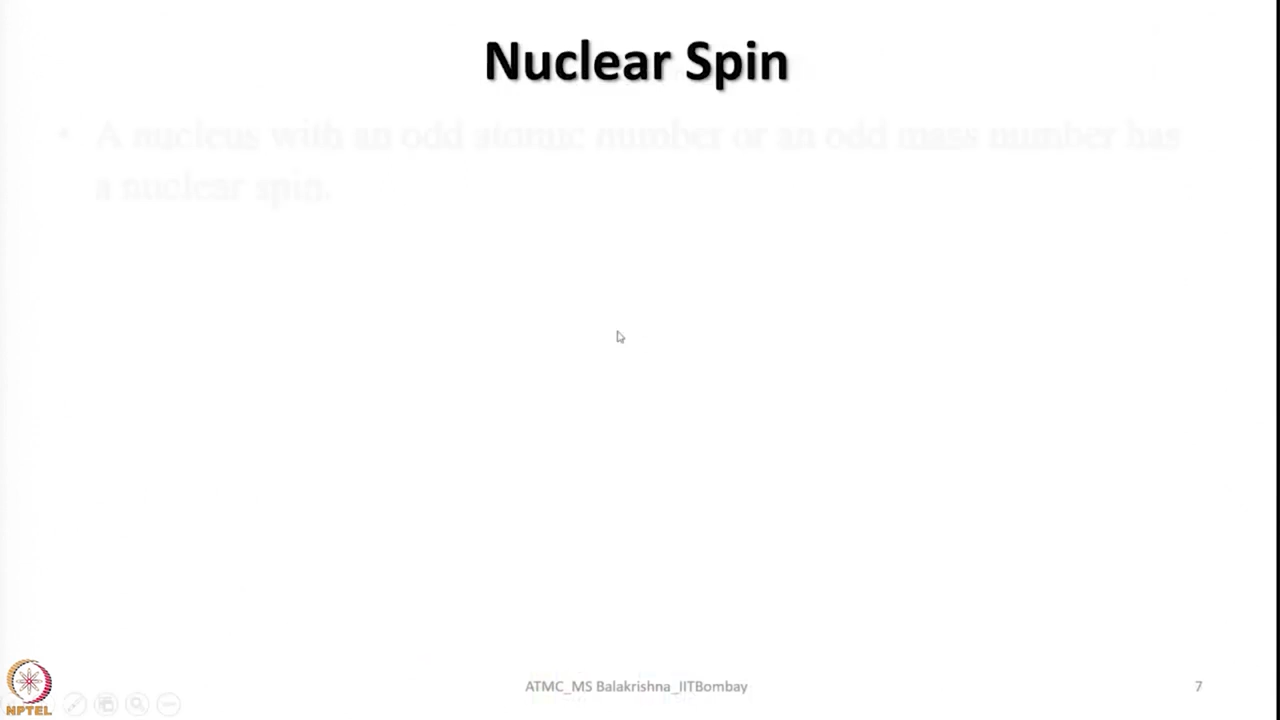 Nuclear Spin
• A nucleus with an odd atomic number or an odd mass number has
a nuclear spin.
ATMC_MS Balakrishna_IITBombay
7
NPTEL